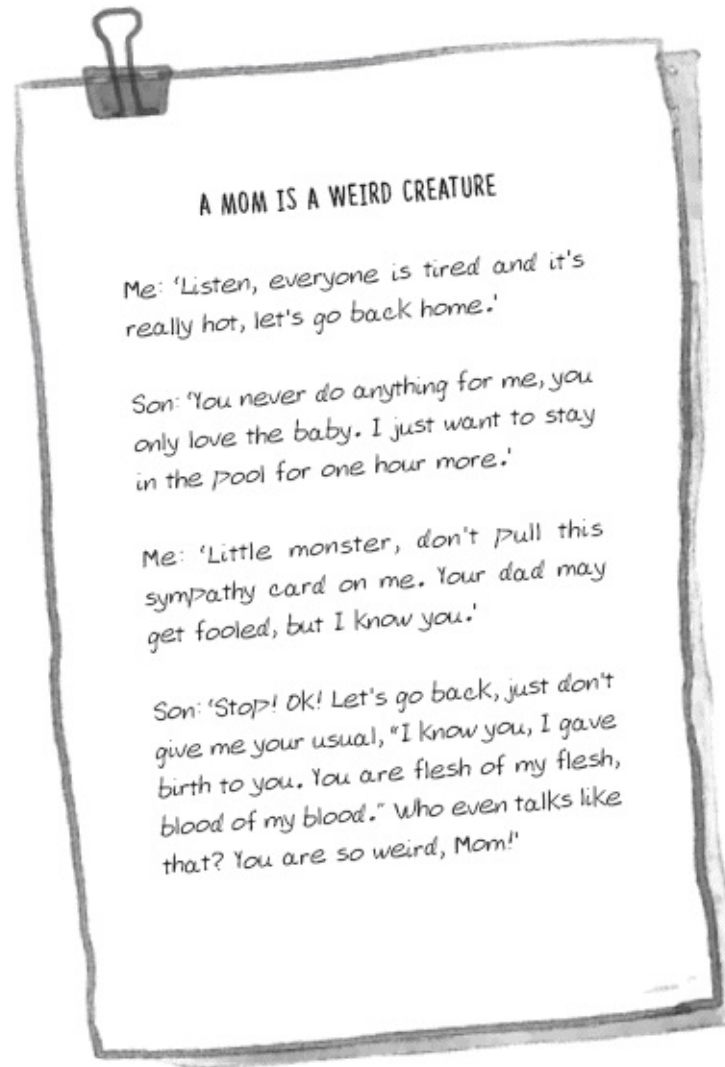 A MOM IS A WEIRD CREATURE
Me: 'Listen, everyone is tired and it's
really hot, let's go back home.'
Son: 'You never do anything for me, you
only love the baby. I just want to stay
in the pool for one hour more.'
Me: 'Little monster, don't pull this
sympathy card on me. Your dad may
get fooled, but I know you.'
Son: 'Stop! OK! Let's go back, just don't
give me your usual, "I know you, I gave
birth to you. You are flesh of my flesh,
blood of my blood." Who even talks like
that? You are so weird, Mom!'